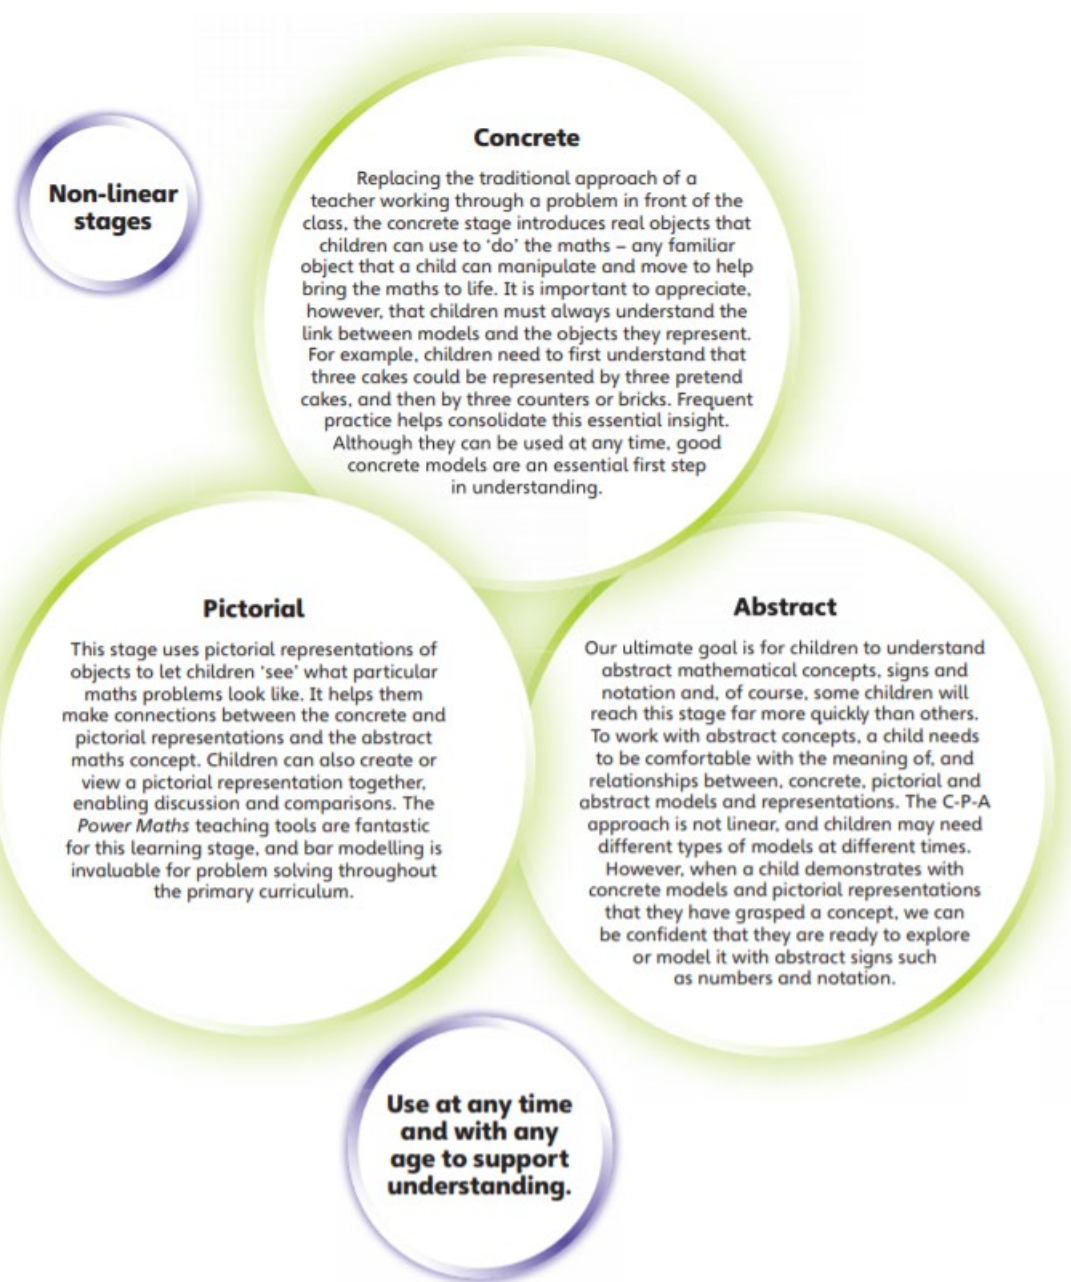 Non-linear
stages
Concrete
Replacing the traditional approach of a
teacher working through a problem in front of the
class, the concrete stage introduces real objects that
children can use to ‘do’ the maths – any familiar
object that a child can manipulate and move to help
bring the maths to life. It is important to appreciate,
however, that children must always understand the
link between models and the objects they represent.
For example, children need to first understand that
three cakes could be represented by three pretend
cakes, and then by three counters or bricks. Frequent
practice helps consolidate this essential insight.
Although they can be used at any time, good
concrete models are an essential first step
in understanding.
Pictorial
This stage uses pictorial representations of
objects to let children ‘see’ what particular
maths problems look like. It helps them
make connections between the concrete and
pictorial representations and the abstract
maths concept. Children can also create or
view a pictorial representation together,
enabling discussion and comparisons. The
Power Maths teaching tools are fantastic
for this learning stage, and bar modelling is
invaluable for problem solving throughout
the primary curriculum.
Abstract
Our ultimate goal is for children to understand
abstract mathematical concepts, signs and
notation and, of course, some children will
reach this stage far more quickly than others.
To work with abstract concepts, a child needs
to be comfortable with the meaning of, and
relationships between, concrete, pictorial and
abstract models and representations. The C-P-A
approach is not linear, and children may need
different types of models at different times.
However, when a child demonstrates with
concrete models and pictorial representations
that they have grasped a concept, we can
be confident that they are ready to explore
or model it with abstract signs such
as numbers and notation.
Use at any time
and with any
age to support
understanding.